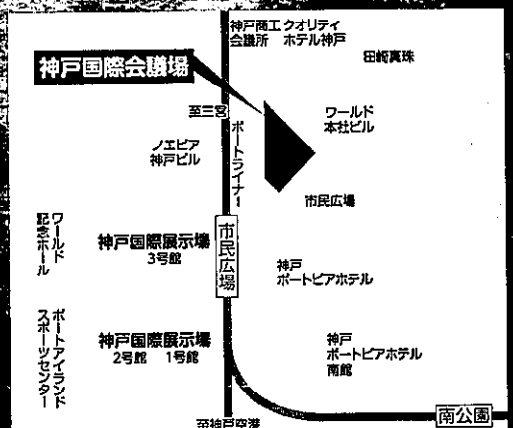 神戸商工 クオリティ
会議所 ホテル神戸
田崎真珠
神戸国際会議場
至三宮
ポートライナー
ワールド
本社ビル
ノエビア
神戸ビル
市民広場
ワールド
記念ホール
神戸国際展示場
3号館
市民広場
神戸
ポートピアホテル
ポートアイランド
スポーツセンター
神戸国際展示場
2号館 1号館
神戸
ポートピアホテル
南館
南公園
至神戸空港